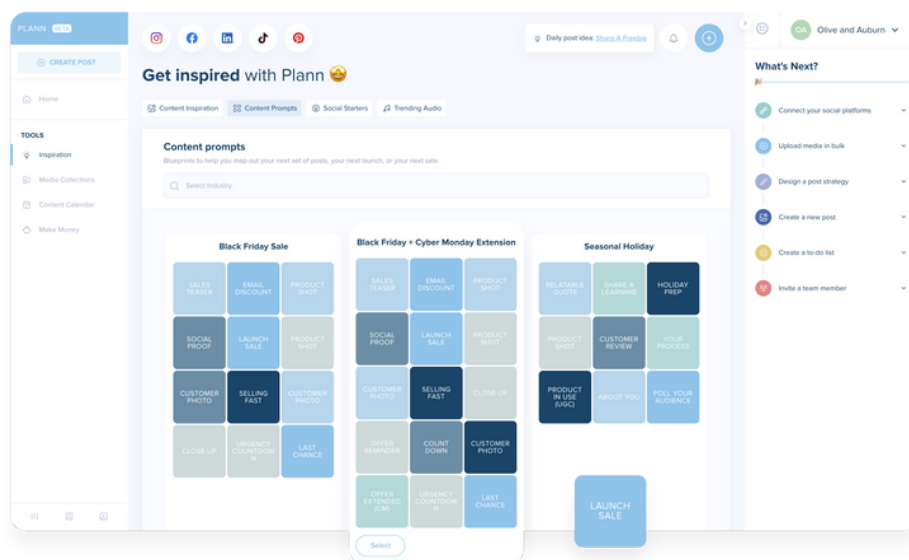 PLANN BETA
CREATE POST
Home
TOOLS
Inspiration
Media Collections
Content Calendar
Make Money
Daily post idea: Share A Freebie
Get inspired with Plann
Content Inspiration
Content Prompts
Social Starters
Trending Audio
Content prompts
Blueprints to help you map out your next set of posts, your next launch, or your next sale
Select Industry
Black Friday Sale
SALES
TEASER
EMAIL
DISCOUNT
PRODUCT
SHOT
SOCIAL
PROOF
LAUNCH
SALE
PRODUCT
SHOT
CUSTOMER
PHOTO
SELLING
FAST
CUSTOMER
PHOTO
CLOSE UP
URGENCY
COUNTDOW
N
LAST
CHANCE
Black Friday + Cyber Monday Extension
SALES
TEASER
EMAIL
DISCOUNT
PRODUCT
SHOT
SOCIAL
PROOF
LAUNCH
SALE
PRODUCT
SHOT
CUSTOMER
PHOTO
SELLING
FAST
CLOSE UP
OFFER
REMINDER
COUNT
DOWN
CUSTOMER
PHOTO
OFFER
EXTENDED
(CM)
URGENCY
COUNTDOW
N
LAST
CHANCE
Select
Seasonal Holiday
RELATABLE
QUOTE
SHARE A
LEARNING
HOLIDAY
PREP
PRODUCT
SHOT
CUSTOMER
REVIEW
YOUR
PROCESS
PRODUCT
IN USE
(UGC)
ABOUT YOU
POLL YOUR
AUDIENCE
LAUNCH
SALE
OA
Olive and Auburn
What's Next?
Connect your social platforms
Upload media in bulk
Design a post strategy
Create a new post
Create a to-do list
Invite a team member